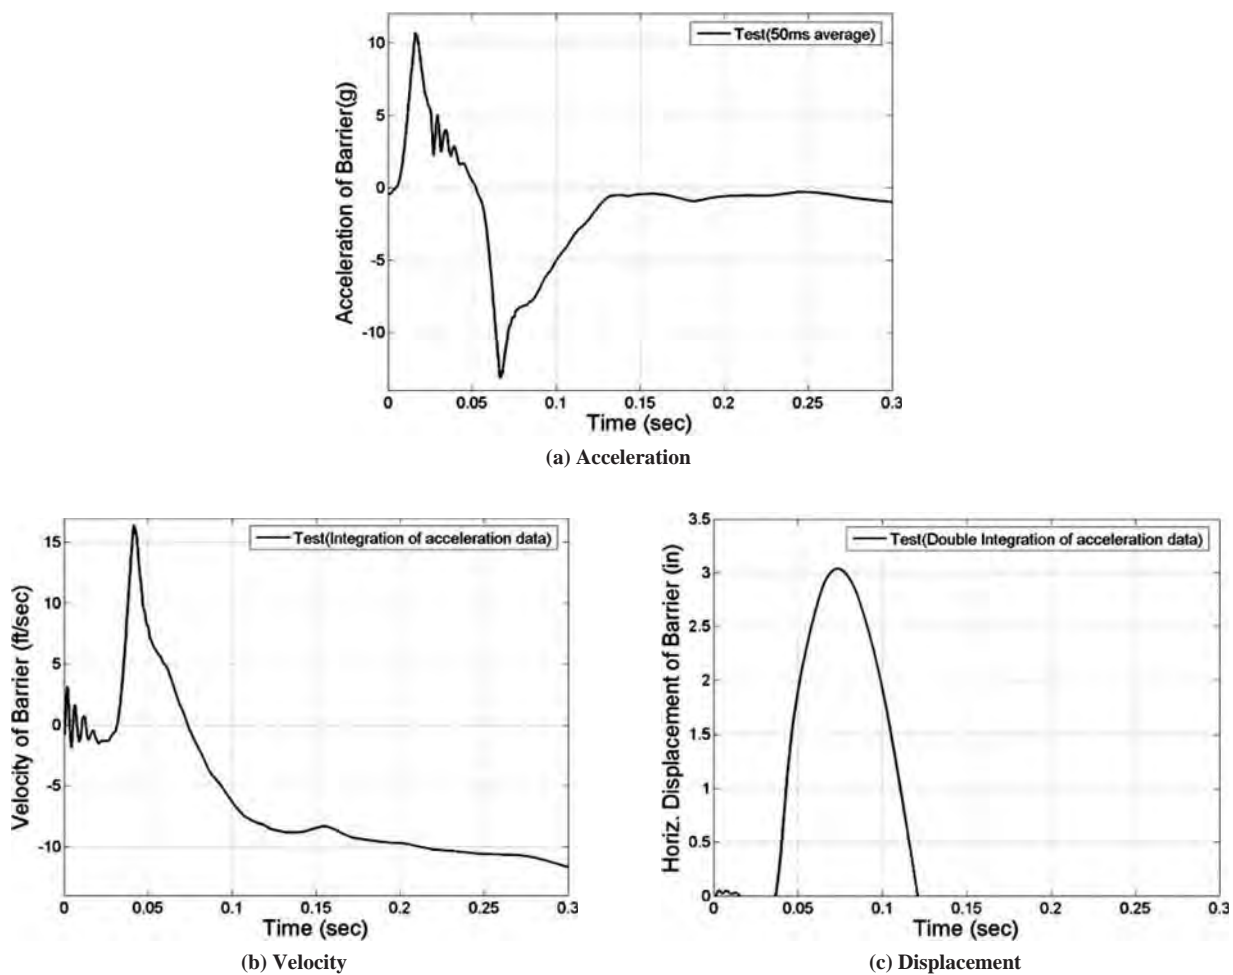 Test(50ms average)
10
5
0
-5
-10
Acceleration of Barrier(g)
0 0.05 0.1 0.15 0.2 0.25 0.3
Time (sec)
(a) Acceleration
Test(Integration of acceleration data)
15
10
5
0
-5
-10
Velocity of Barrier (ft/sec)
0 0.05 0.1 0.15 0.2 0.25 0.3
Time (sec)
(b) Velocity
Test(Double Integration of acceleration data)
3.5
3
2.5
2
1.5
1
0.5
0
Horiz. Displacement of Barrier (in)
0 0.05 0.1 0.15 0.2 0.25 0.3
Time (sec)
(c) Displacement